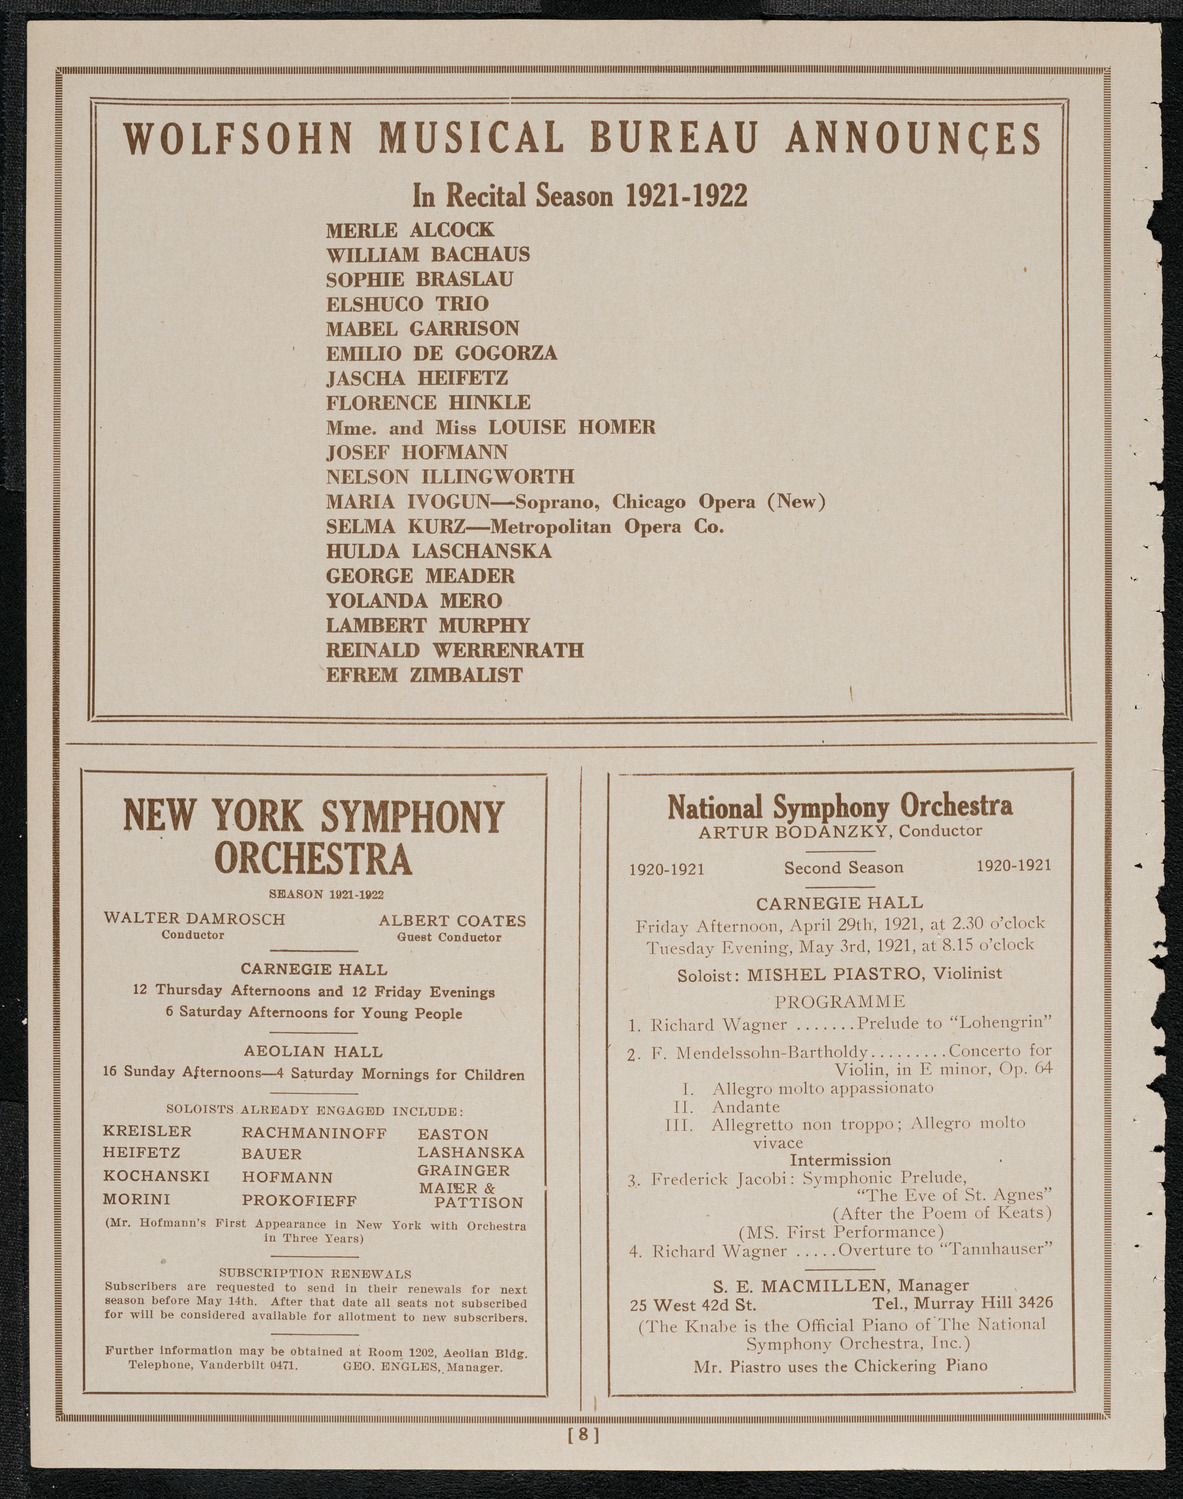 WOLFSOHN MUSICAL BUREAU ANNOUNCES
In Recital Season 1921-1922
MERLE ALCOCK
WILLIAM BACHAUS
SOPHIE BRASLAU
ELSHUCO TRIO
MABEL GARRISON
EMILIO DE GOGORZA
JASCHA HEIFETZ
FLORENCE HINKLE
Mme. and Miss LOUISE HOMER
JOSEF HOFMANN
NELSON ILLINGWORTH
MARIA IVOGUN—Soprano, Chicago Opera (New)
SELMA KURZ—Metropolitan Opera Co.
HULDA LASCHANSKA
GEORGE MEADER
YOLANDA MERO
LAMBERT MURPHY
REINALD WERRENRATH
EFREM ZIMBALIST
NEW YORK SYMPHONY
ORCHESTRA
SEASON 1921-1922
WALTER DAMROSCH ALBERT COATES
Conductor Guest Conductor
CARNEGIE HALL
12 Thursday Afternoons and 12 Friday Evenings
6 Saturday Afternoons for Young People
AEOLIAN HALL
16 Sunday Afternoons—4 Saturday Mornings for Children
SOLOISTS ALREADY ENGAGED INCLUDE:
KREISLER RACHMANINOFF EASTON
HEIFETZ BAUER LASHANSKA
KOCHANSKI HOFMANN GRAINGER
MORINI PROKOFIEFF MAIER &
PATTISON
(Mr. Hofmann's First Appearance in New York with Orchestra
in Three Years)
SUBSCRIPTION RENEWALS
Subscribers are requested to send in their renewals for next
season before May 14th. After that date all seats not subscribed
for will be considered available for allotment to new subscribers.
Further information may be obtained at Room 1202, Aeolian Bldg.
Telephone, Vanderbilt 0471. GEO. ENGLES, Manager.
National Symphony Orchestra
ARTUR BODANZKY, Conductor
1920-1921 Second Season 1920-1921
CARNEGIE HALL
Friday Afternoon, April 29th, 1921, at 2.30 o'clock
Tuesday Evening, May 3rd, 1921, at 8.15 o'clock
Soloist: MISHEL PIASTRO, Violinist
PROGRAMME
1. Richard Wagner .......Prelude to "Lohengrin"
2. F. Mendelssohn-Bartholdy.........Concerto for
Violin, in E minor, Op. 64
I. Allegro molto appassionato
II. Andante
III. Allegretto non troppo; Allegro molto
vivace
Intermission
3. Frederick Jacobi: Symphonic Prelude,
"The Eve of St. Agnes"
(After the Poem of Keats)
(MS. First Performance)
4. Richard Wagner .....Overture to "Tannhauser"
S. E. MACMILLEN, Manager
25 West 42d St. Tel., Murray Hill 3426
(The Knabe is the Official Piano of The National
Symphony Orchestra, Inc.)
Mr. Piastro uses the Chickering Piano
[8]